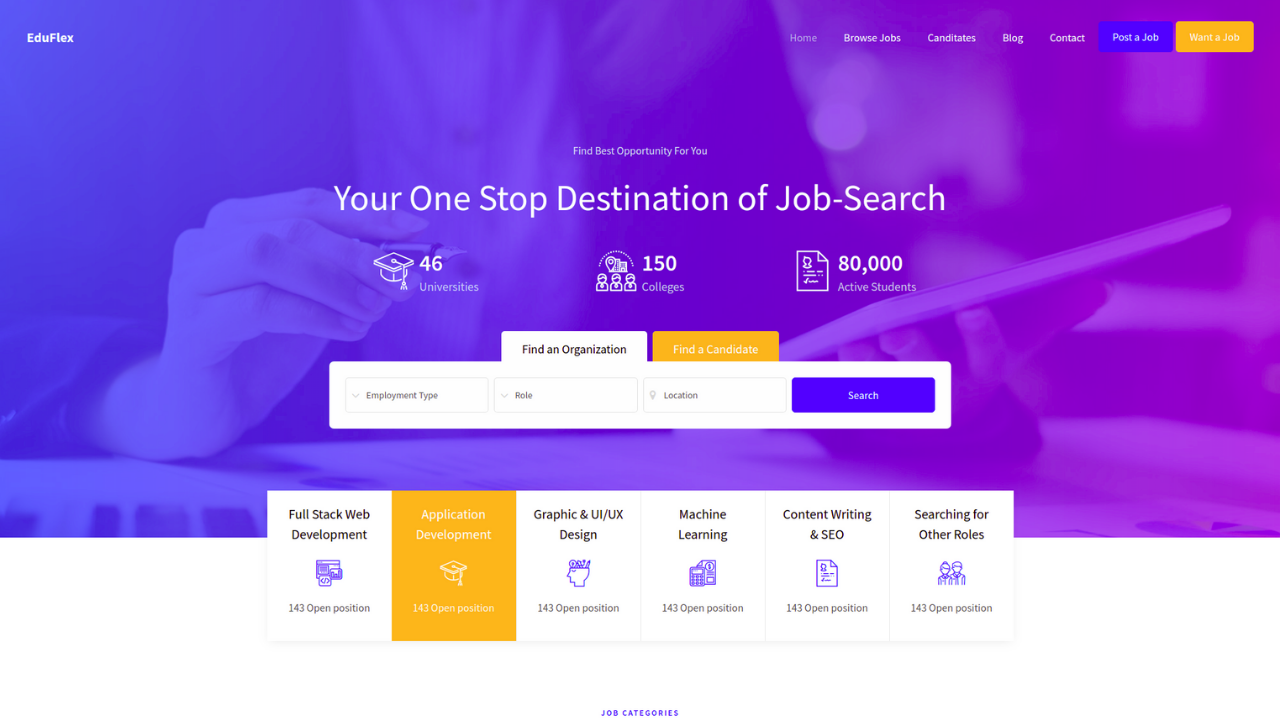 EduFlex
Home
Browse Jobs
Canditates
Blog
Contact
Post a Job
Want a Job
Find Best Opportunity For You
Your One Stop Destination of Job-Search
46
Universities
150
Colleges
80,000
Active Students
Find an Organization
Find a Candidate
Employment Type
Role
Location
Search
Full Stack Web
Development
143 Open position
Application
Development
143 Open position
Graphic & UI/UX
Design
143 Open position
Machine
Learning
143 Open position
Content Writing
& SEO
143 Open position
Searching for
Other Roles
143 Open position
JOB CATEGORIES